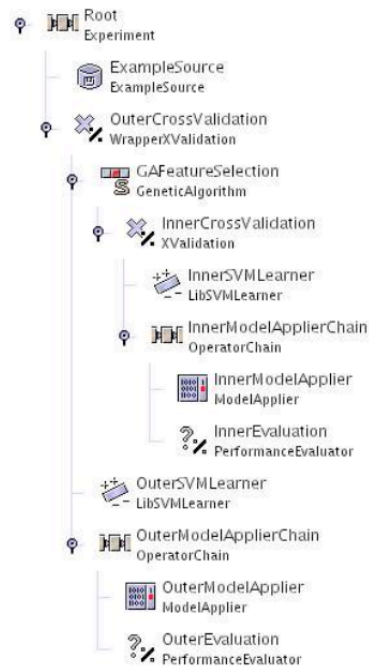 Root
Experiment
ExampleSource
ExampleSource
OuterCrossValidation
WrapperXValidation
GAFeatureSelection
GeneticAlgorithm
InnerCrossValidation
XValidation
InnerSVMLearner
LibSVMLearner
InnerModelApplierChain
OperatorChain
InnerModelApplier
ModelApplier
InnerEvaluation
PerformanceEvaluator
OuterSVMLearner
LibSVMLearner
OuterModelApplierChain
OperatorChain
OuterModelApplier
ModelApplier
OuterEvaluation
PerformanceEvaluator